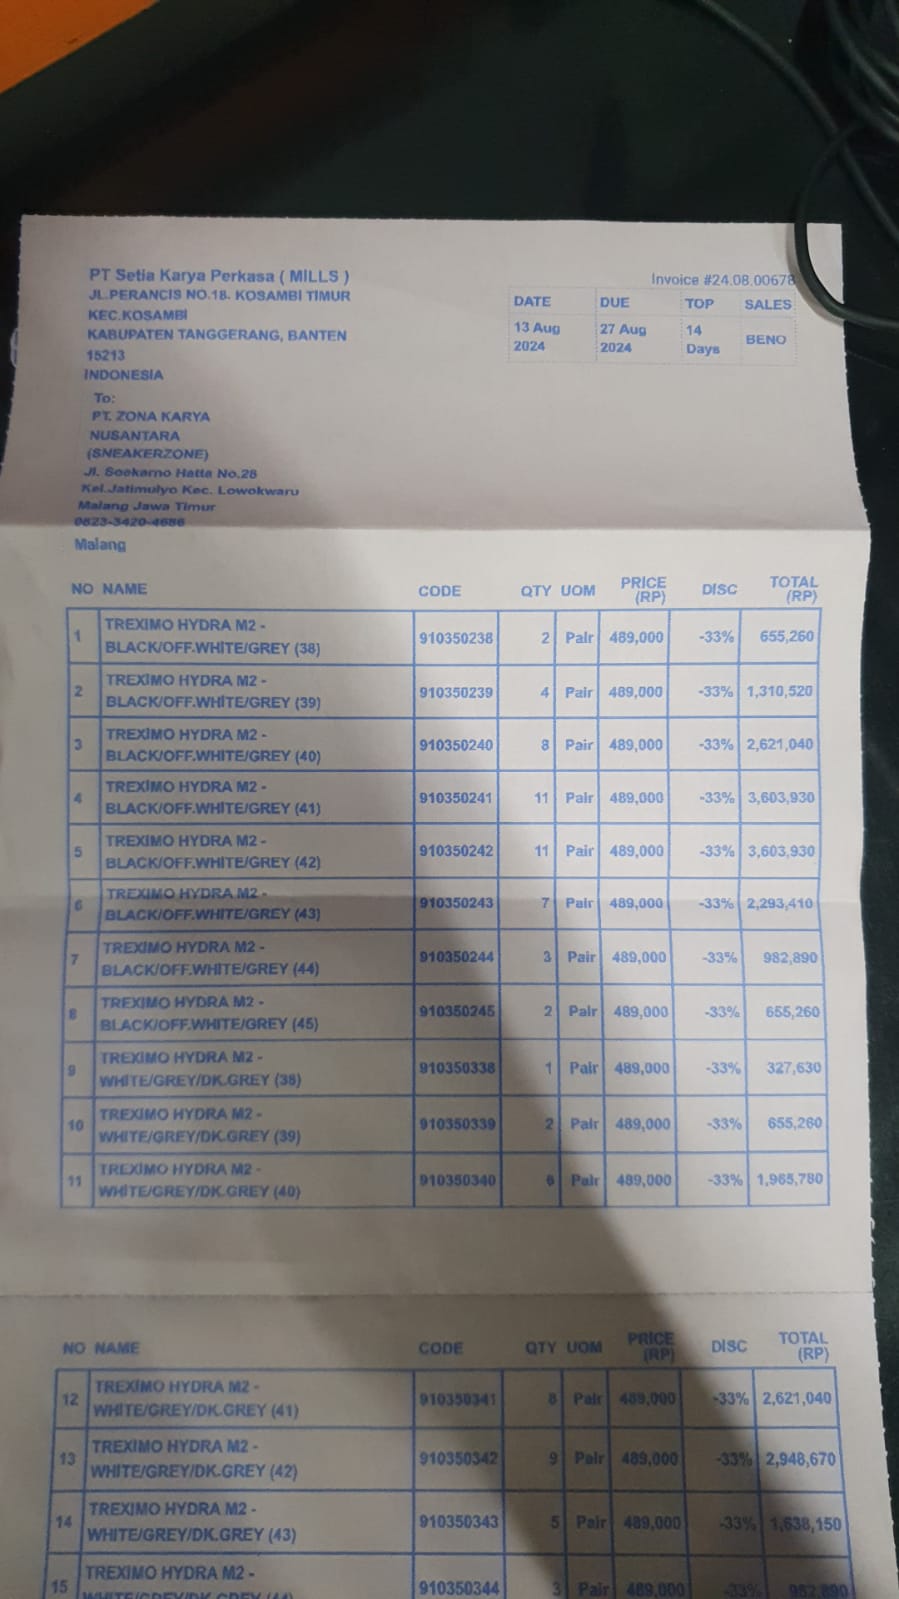 PT Setia Karya Perkasa ( MILLS )
JL.PERANCIS NO.18. KOSAMBI TIMUR
KEC.KOSAMBI
KABUPATEN TANGGERANG, BANTEN
15213
INDONESIA
Invoice #24.08.00678
DATE DUE TOP SALES
13 Aug 2024 27 Aug 2024 14 Days BENO
To:
PT. ZONA KARYA
NUSANTARA
(SNEAKERZONE)
Jl. Soekarno Hatta No.28
Kel.Jatimulyo Kec. Lowokwaru
Malang Jawa Timur
0823-3420-4686
Malang
NO NAME CODE QTY UOM PRICE (RP) DISC TOTAL (RP)
1 TREXIMO HYDRA M2 -
BLACK/OFF.WHITE/GREY (38) 910350238 2 Pair 489,000 -33% 655,260
2 TREXIMO HYDRA M2 -
BLACK/OFF.WHITE/GREY (39) 910350239 4 Pair 489,000 -33% 1,310,520
3 TREXIMO HYDRA M2 -
BLACK/OFF.WHITE/GREY (40) 910350240 8 Pair 489,000 -33% 2,621,040
4 TREXIMO HYDRA M2 -
BLACK/OFF.WHITE/GREY (41) 910350241 11 Pair 489,000 -33% 3,603,930
5 TREXIMO HYDRA M2 -
BLACK/OFF.WHITE/GREY (42) 910350242 11 Pair 489,000 -33% 3,603,930
6 TREXIMO HYDRA M2 -
BLACK/OFF.WHITE/GREY (43) 910350243 7 Pair 489,000 -33% 2,293,410
7 TREXIMO HYDRA M2 -
BLACK/OFF.WHITE/GREY (44) 910350244 3 Pair 489,000 -33% 982,890
8 TREXIMO HYDRA M2 -
BLACK/OFF.WHITE/GREY (45) 910350245 2 Pair 489,000 -33% 655,260
9 TREXIMO HYDRA M2 -
WHITE/GREY/DK.GREY (38) 910350338 1 Pair 489,000 -33% 327,630
10 TREXIMO HYDRA M2 -
WHITE/GREY/DK.GREY (39) 910350339 2 Pair 489,000 -33% 655,260
11 TREXIMO HYDRA M2 -
WHITE/GREY/DK.GREY (40) 910350340 6 Pair 489,000 -33% 1,965,780
NO NAME CODE QTY UOM PRICE (RP) DISC TOTAL (RP)
12 TREXIMO HYDRA M2 -
WHITE/GREY/DK.GREY (41) 910350341 8 Pair 489,000 -33% 2,621,040
13 TREXIMO HYDRA M2 -
WHITE/GREY/DK.GREY (42) 910350342 9 Pair 489,000 -33% 2,948,670
14 TREXIMO HYDRA M2 -
WHITE/GREY/DK.GREY (43) 910350343 5 Pair 489,000 -33% 1,638,150
15 TREXIMO HYDRA M2 -
910350344 3 Pair 489,000 -33% 982,890